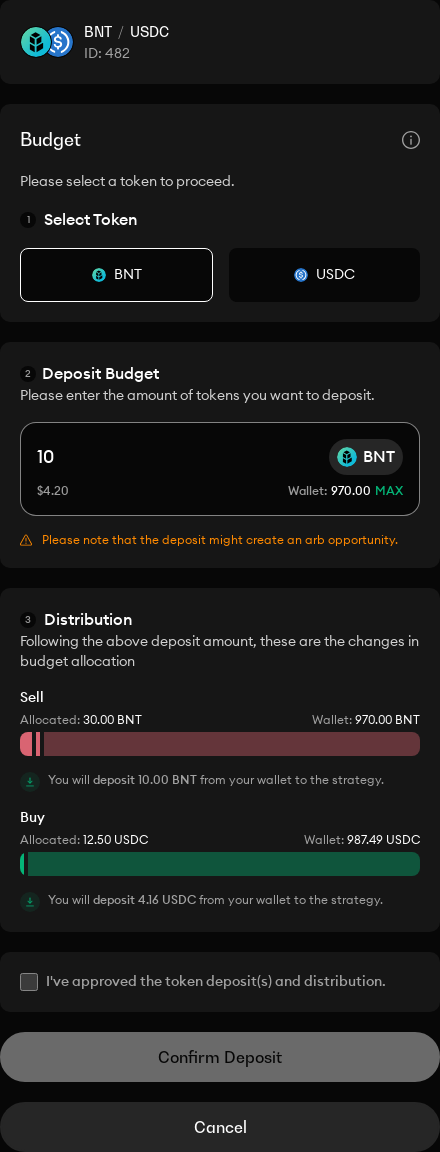 BNT / USDC
ID: 482
Budget
Please select a token to proceed.
1 Select Token
BNT
USDC
2 Deposit Budget
Please enter the amount of tokens you want to deposit.
10
BNT
$4.20
Wallet: 970.00 MAX
Please note that the deposit might create an arb opportunity.
3 Distribution
Following the above deposit amount, these are the changes in
budget allocation
Sell
Allocated: 30.00 BNT
Wallet: 970.00 BNT
You will deposit 10.00 BNT from your wallet to the strategy.
Buy
Allocated: 12.50 USDC
Wallet: 987.49 USDC
You will deposit 4.16 USDC from your wallet to the strategy.
I've approved the token deposit(s) and distribution.
Confirm Deposit
Cancel